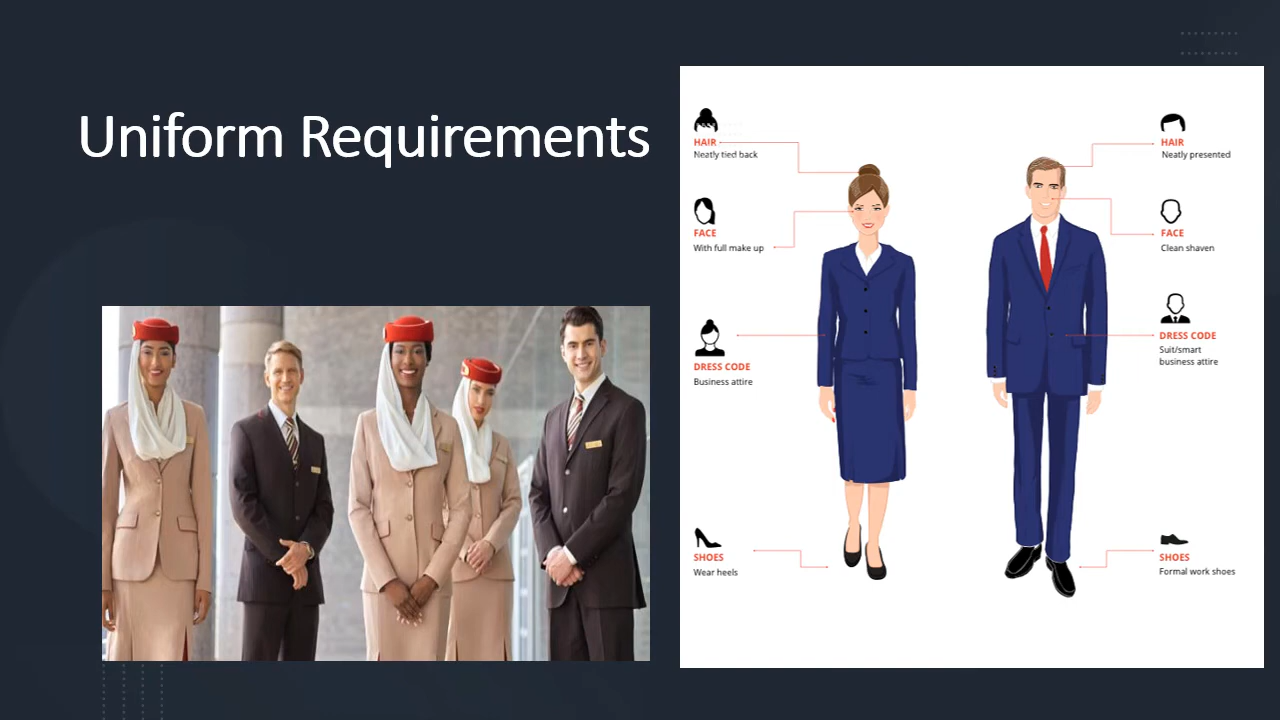 Uniform Requirements
HAIR
Neatly tied back
FACE
With full make up
DRESS CODE
Business attire
SHOES
Wear heels
HAIR
Neatly presented
FACE
Clean shaven
DRESS CODE
Suit/smart
business attire
SHOES
Formal work shoes